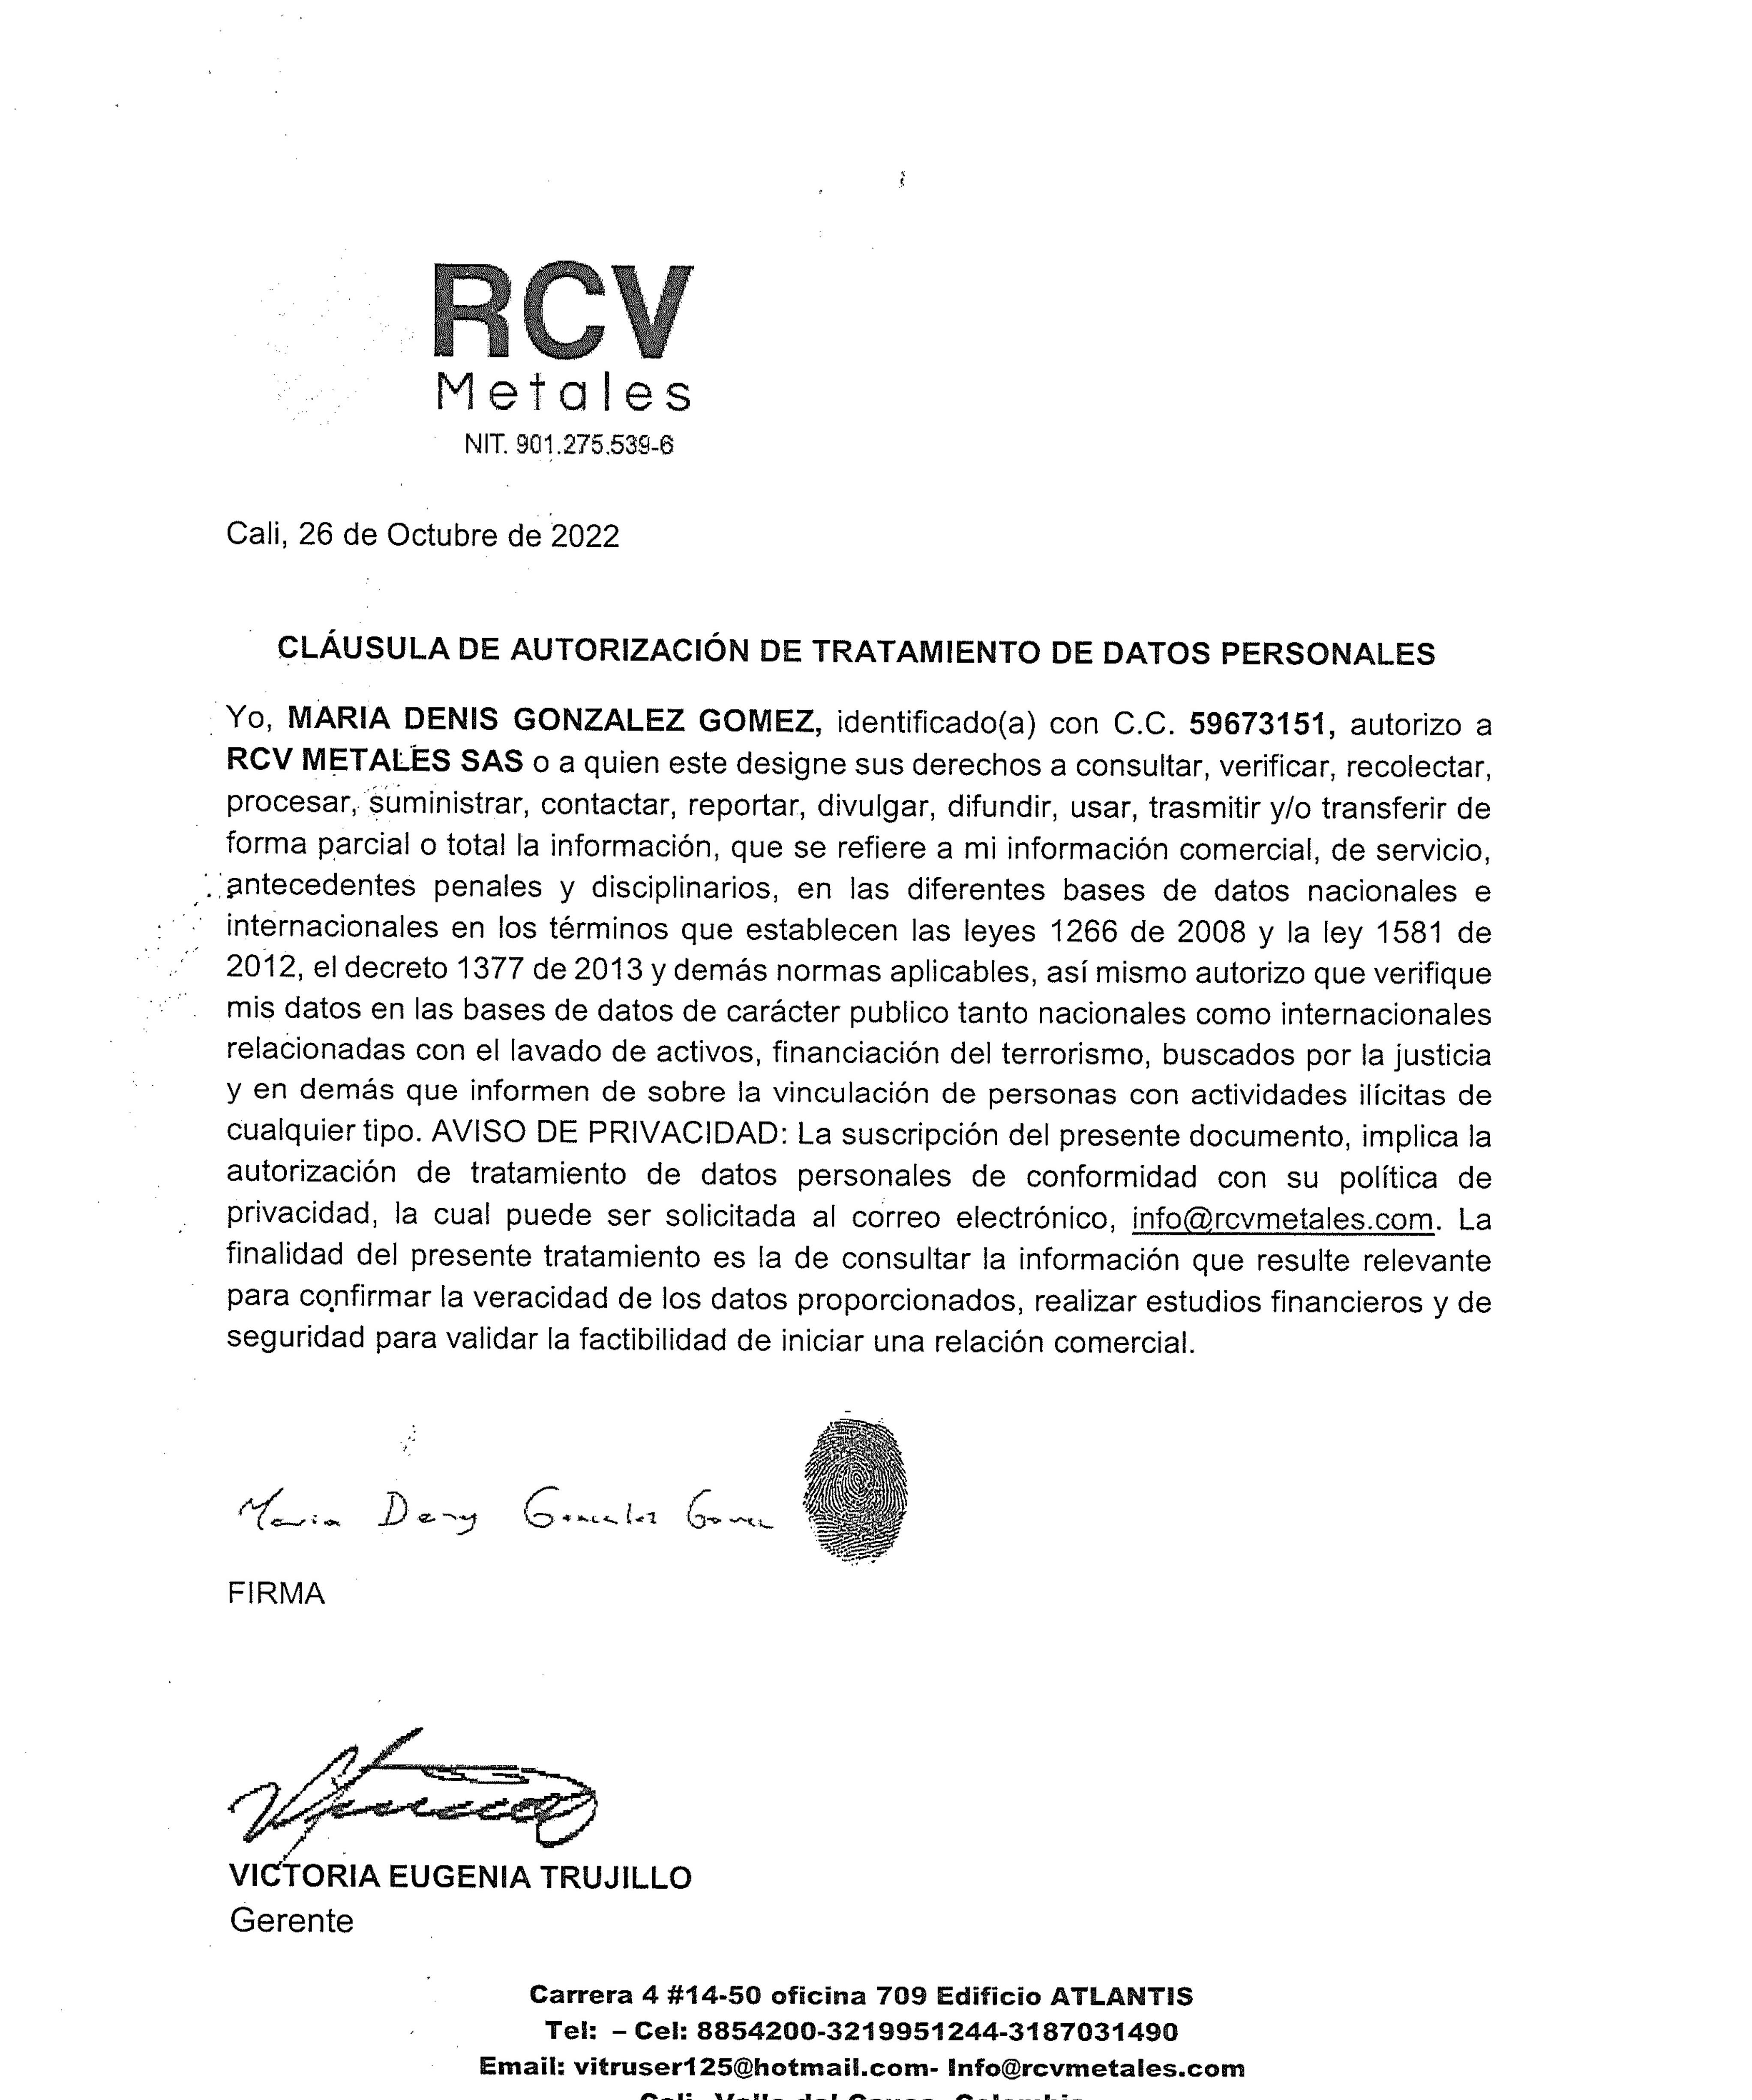 RCV
Metales
NIT. 901.275.539-6
Cali, 26 de Octubre de 2022
CLÁUSULA DE AUTORIZACIÓN DE TRATAMIENTO DE DATOS PERSONALES
Yo, MARIA DENIS GONZALEZ GOMEZ, identificado(a) con C.C. 59673151, autorizo a
RCV METALES SAS o a quien este designe sus derechos a consultar, verificar, recolectar,
procesar, suministrar, contactar, reportar, divulgar, difundir, usar, trasmitir y/o transferir de
forma parcial o total la información, que se refiere a mi información comercial, de servicio,
antecedentes penales y disciplinarios, en las diferentes bases de datos nacionales e
internacionales en los términos que establecen las leyes 1266 de 2008 y la ley 1581 de
2012, el decreto 1377 de 2013 y demás normas aplicables, así mismo autorizo que verifique
mis datos en las bases de datos de carácter publico tanto nacionales como internacionales
relacionadas con el lavado de activos, financiación del terrorismo, buscados por la justicia
y en demás que informen de sobre la vinculación de personas con actividades ilícitas de
cualquier tipo. AVISO DE PRIVACIDAD: La suscripción del presente documento, implica la
autorización de tratamiento de datos personales de conformidad con su política de
privacidad, la cual puede ser solicitada al correo electrónico, info@rcvmetales.com. La
finalidad del presente tratamiento es la de consultar la información que resulte relevante
para confirmar la veracidad de los datos proporcionados, realizar estudios financieros y de
seguridad para validar la factibilidad de iniciar una relación comercial.
Maria Deny Gonzalez Gomez
FIRMA
VICTORIA EUGENIA TRUJILLO
Gerente
Carrera 4 #14-50 oficina 709 Edificio ATLANTIS
Tel: – Cel: 8854200-3219951244-3187031490
Email: vitruser125@hotmail.com- Info@rcvmetales.com